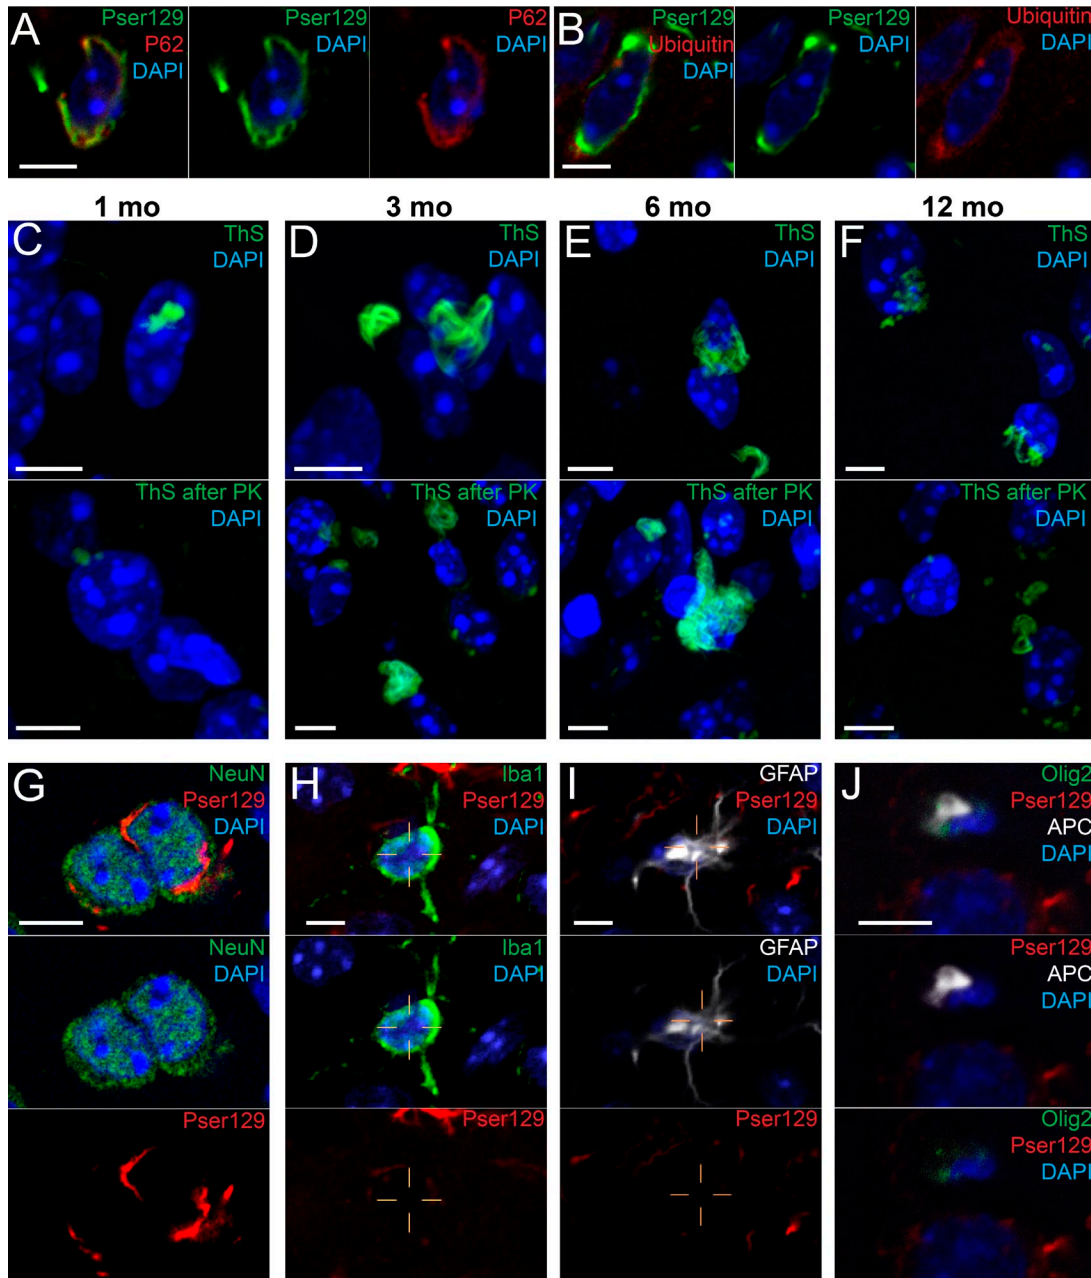 A
Pser129
P62
DAPI
Pser129
DAPI
P62
DAPI
B
Pser129
Ubiquitin
DAPI
Pser129
DAPI
Ubiquitin
DAPI
1 mo
3 mo
6 mo
12 mo
C
ThS
DAPI
D
ThS
DAPI
E
ThS
DAPI
F
ThS
DAPI
ThS after PK
DAPI
ThS after PK
DAPI
ThS after PK
DAPI
ThS after PK
DAPI
G
NeuN
Pser129
DAPI
H
Iba1
Pser129
DAPI
I
GFAP
Pser129
DAPI
J
Olig2
Pser129
APC
DAPI
NeuN
DAPI
Iba1
DAPI
GFAP
DAPI
Pser129
APC
DAPI
Pser129
Pser129
Pser129
Olig2
Pser129
DAPI